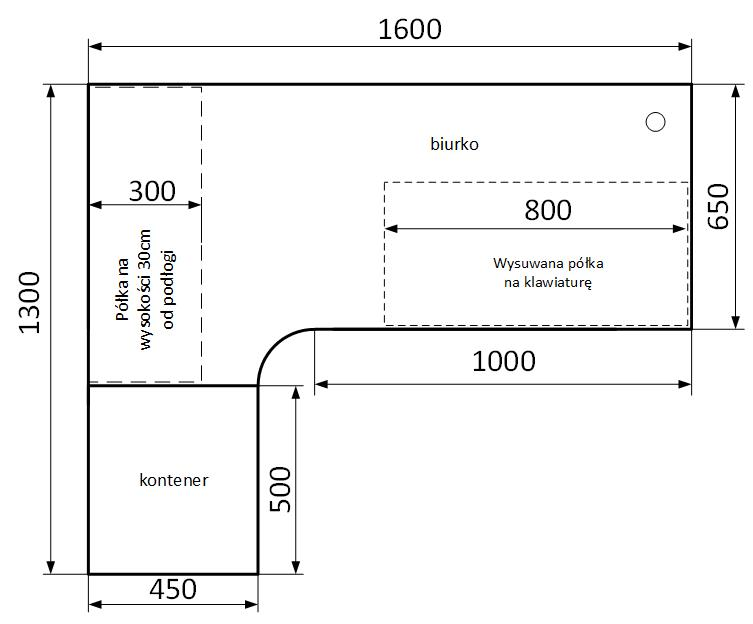 1600
biurko
300
800
650
Wysuwana półka
na klawiaturę
Półka na
wysokości 30cm
od podłogi
1300
1000
kontener
500
450